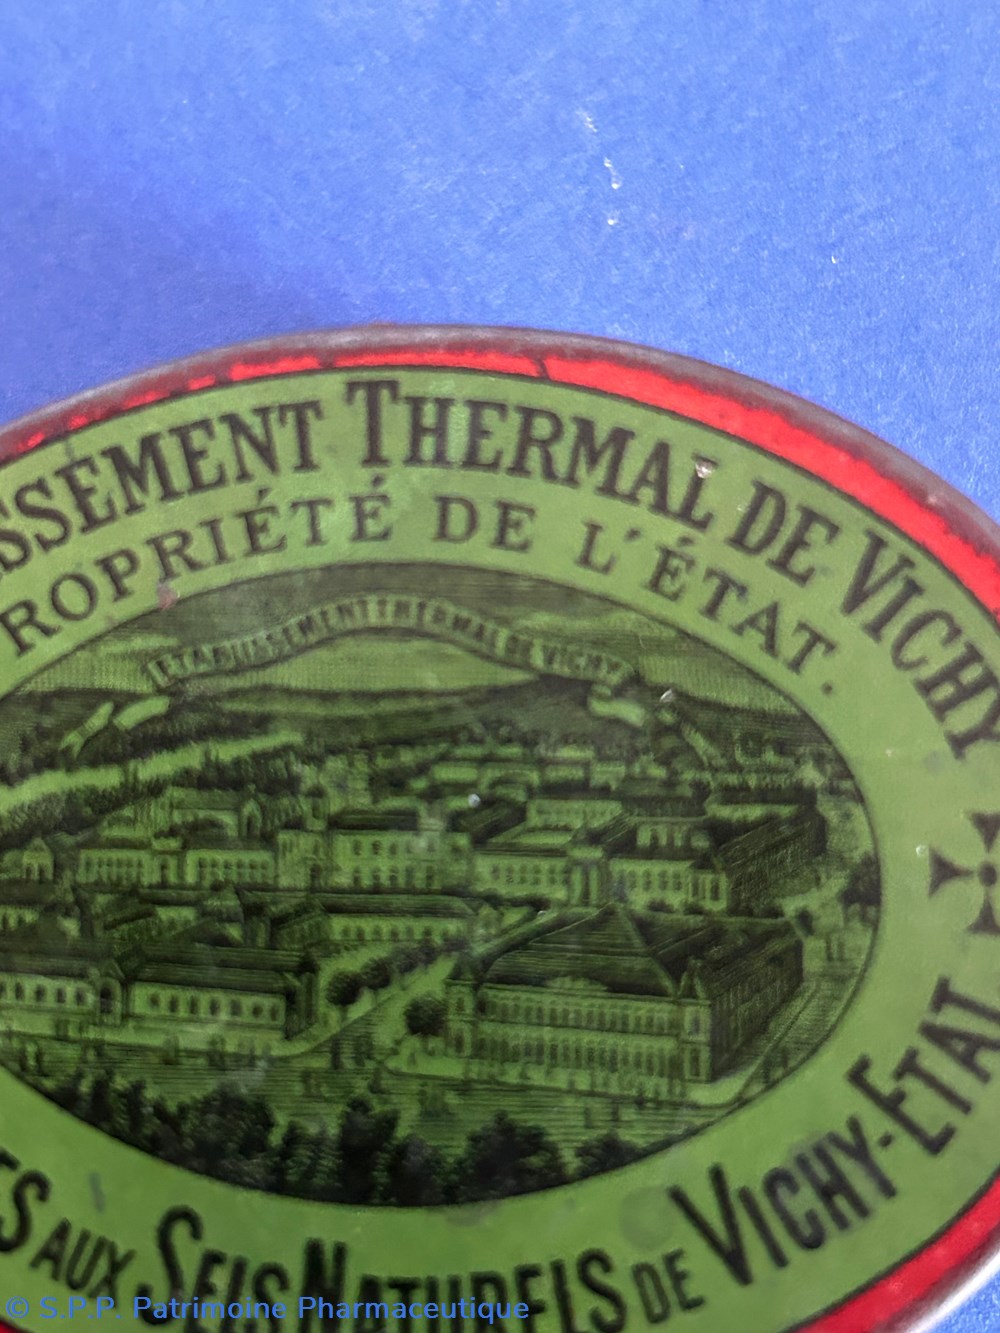 SSEMENT THERMAL DE VICHY
ROPRIÉTÉ DE L'ÉTAT.
ETABLISSEMENT THERMAL DE VICHY
ES AUX SELS NATURELS DE VICHY-ETAT
© S.P.P. Patrimoine Pharmaceutique